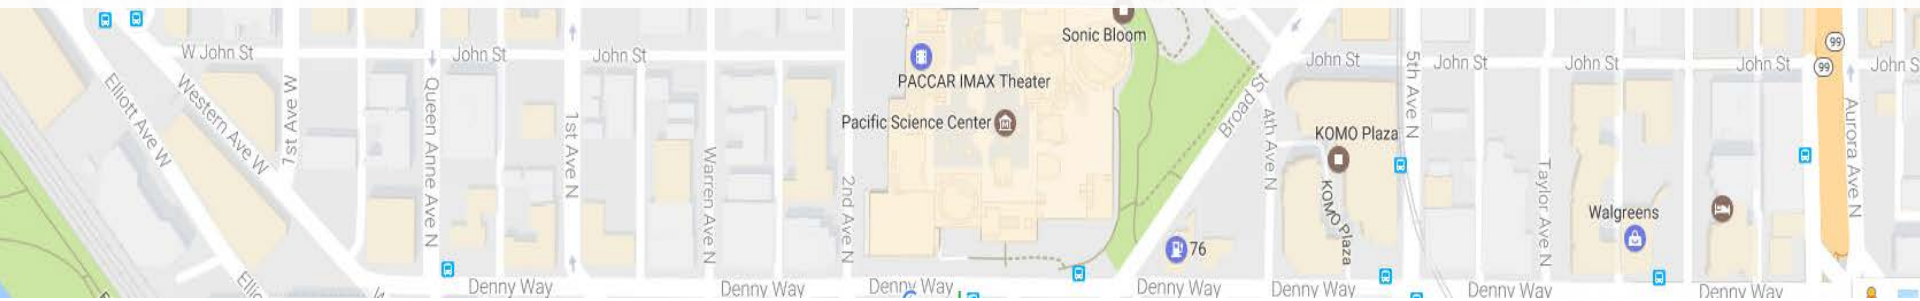 Sonic Bloom
99
W John St
John St
John St
PACCAR IMAX Theater
John St
John St
John St
John St
99
John S
Elliott Ave W
Western Ave W
1st Ave W
Queen Anne Ave N
1st Ave N
Pacific Science Center
Broad St
4th Ave N
KOMO Plaza
5th Ave N
Aurora Ave N
Warren Ave N
2nd Ave N
KOMO Plaza
Taylor Ave N
Walgreens
76
Denny Way
Denny Way
Denny Way
Denny Way
Denny Way
Denny Way
Denny Way
Ellio